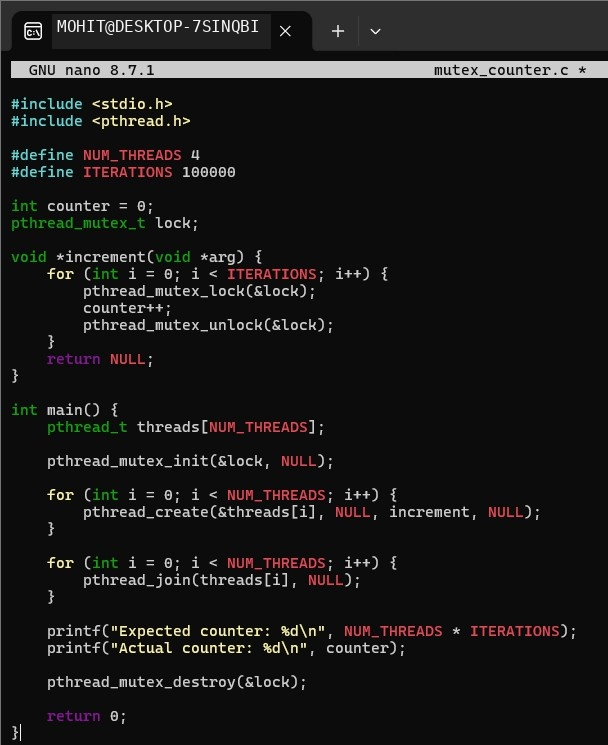 MOHIT@DESKTOP-7SINQBI
GNU nano 8.7.1 mutex_counter.c *
#include <stdio.h>
#include <pthread.h>
#define NUM_THREADS 4
#define ITERATIONS 100000
int counter = 0;
pthread_mutex_t lock;
void *increment(void *arg) {
    for (int i = 0; i < ITERATIONS; i++) {
        pthread_mutex_lock(&lock);
        counter++;
        pthread_mutex_unlock(&lock);
    }
    return NULL;
}
int main() {
    pthread_t threads[NUM_THREADS];
    pthread_mutex_init(&lock, NULL);
    for (int i = 0; i < NUM_THREADS; i++) {
        pthread_create(&threads[i], NULL, increment, NULL);
    }
    for (int i = 0; i < NUM_THREADS; i++) {
        pthread_join(threads[i], NULL);
    }
    printf("Expected counter: %d\n", NUM_THREADS * ITERATIONS);
    printf("Actual counter: %d\n", counter);
    pthread_mutex_destroy(&lock);
    return 0;
}